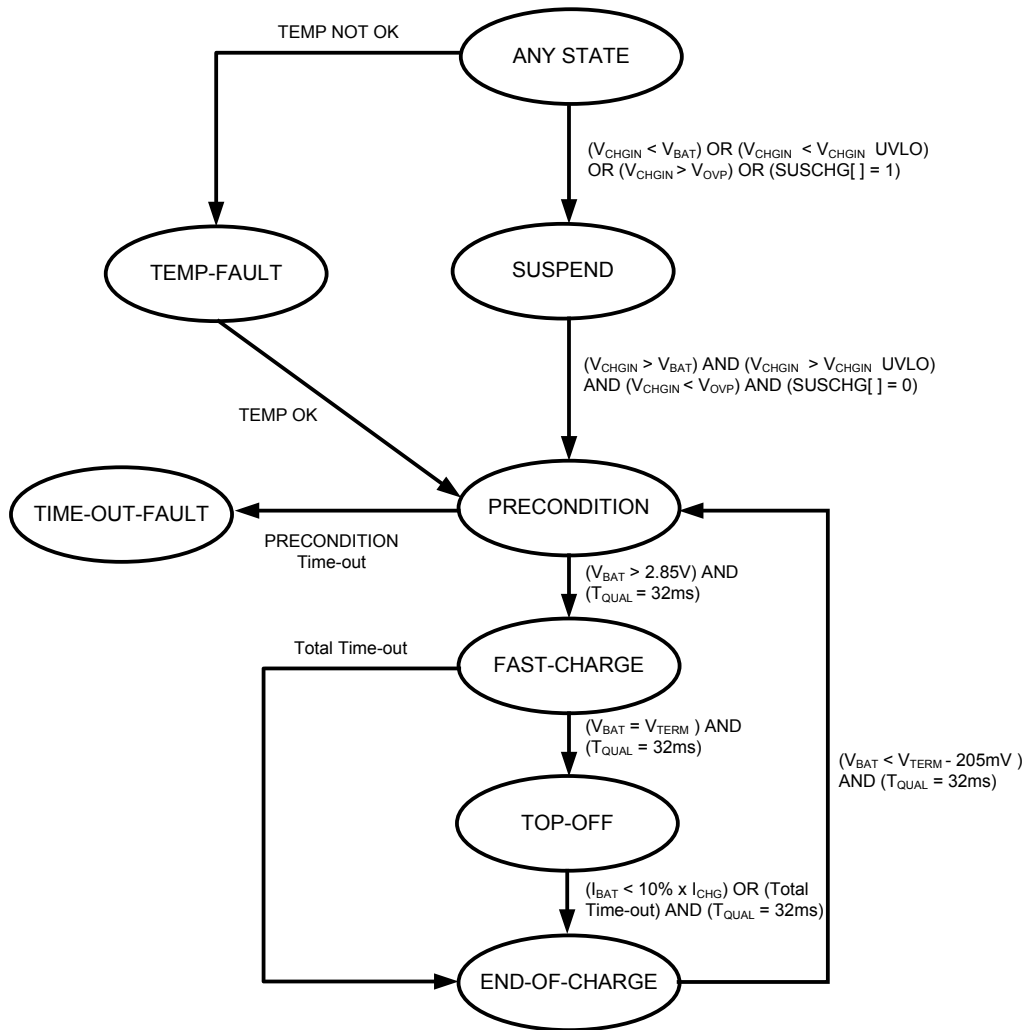 TEMP NOT OK
ANY STATE
(VCHGIN < VBAT) OR (VCHGIN < VCHGIN UVLO)
OR (VCHGIN > VOVP) OR (SUSCHG[ ] = 1)
TEMP-FAULT
SUSPEND
(VCHGIN > VBAT) AND (VCHGIN > VCHGIN UVLO)
AND (VCHGIN < VOVP) AND (SUSCHG[ ] = 0)
TEMP OK
TIME-OUT-FAULT
PRECONDITION
PRECONDITION
Time-out
(VBAT > 2.85V) AND
(TQUAL = 32ms)
Total Time-out
FAST-CHARGE
(VBAT = VTERM ) AND
(TQUAL = 32ms)
(VBAT < VTERM - 205mV )
AND (TQUAL = 32ms)
TOP-OFF
(IBAT < 10% x ICHG) OR (Total
Time-out) AND (TQUAL = 32ms)
END-OF-CHARGE